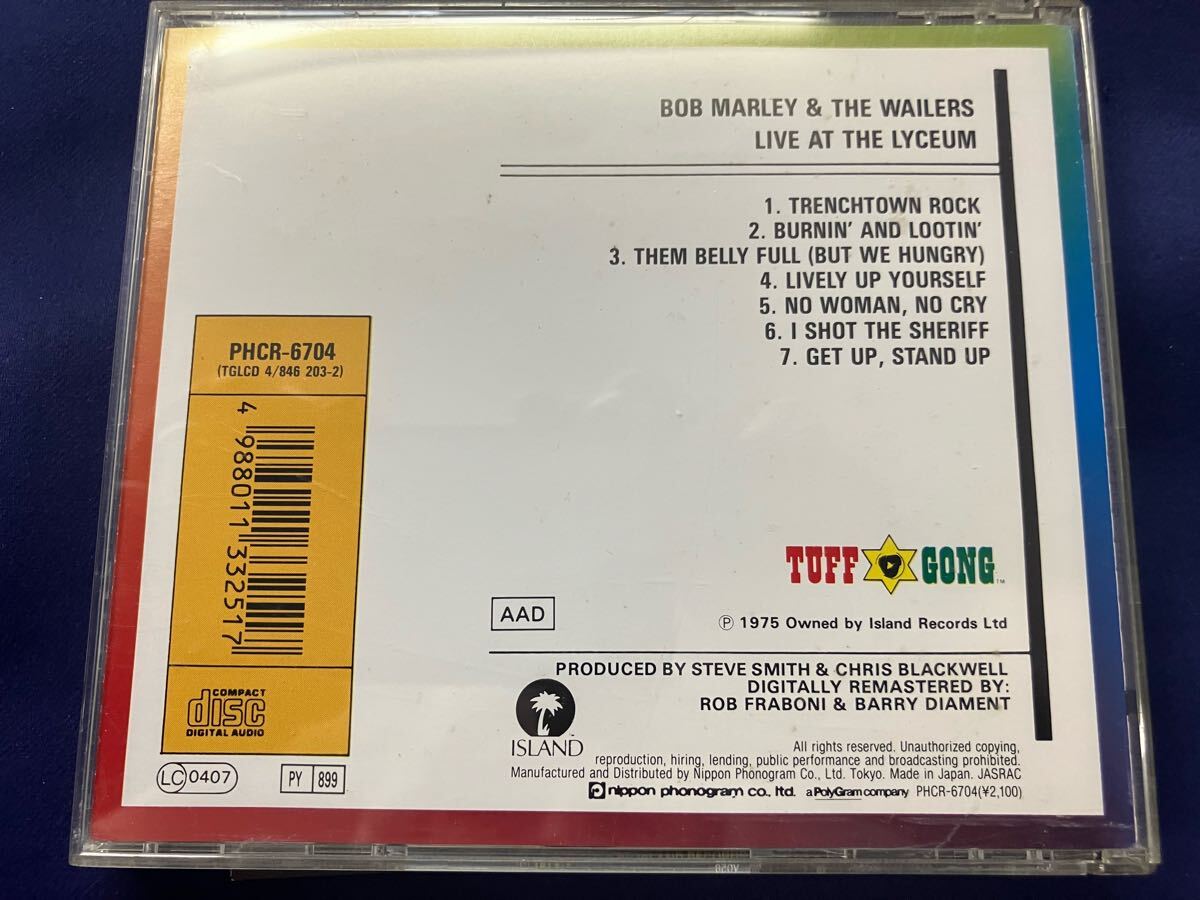 BOB MARLEY & THE WAILERS
LIVE AT THE LYCEUM
1. TRENCHTOWN ROCK
2. BURNIN' AND LOOTIN'
3. THEM BELLY FULL (BUT WE HUNGRY)
4. LIVELY UP YOURSELF
5. NO WOMAN, NO CRY
6. I SHOT THE SHERIFF
7. GET UP, STAND UP
PHCR-6704
(TGLCD 4/846 203-2)
4 988011 332517
COMPACT
disc
DIGITAL AUDIO
LC 0407
PY 899
TUFF GONG ™
AAD
℗ 1975 Owned by Island Records Ltd
PRODUCED BY STEVE SMITH & CHRIS BLACKWELL
DIGITALLY REMASTERED BY:
ROB FRABONI & BARRY DIAMENT
ISLAND
All rights reserved. Unauthorized copying,
reproduction, hiring, lending, public performance and broadcasting prohibited.
Manufactured and Distributed by Nippon Phonogram Co., Ltd. Tokyo. Made in Japan. JASRAC
nippon phonogram co., ltd. a PolyGram company PHCR-6704(¥2,100)